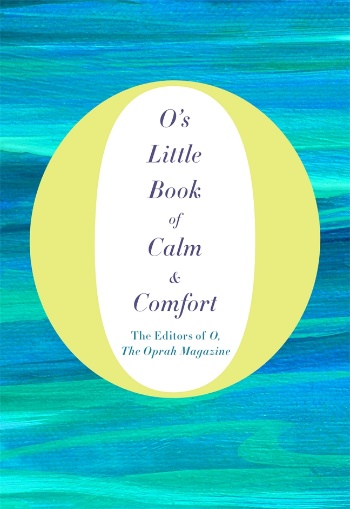 O's
Little
Book
of
Calm
&
Comfort
The Editors of O,
The Oprah Magazine